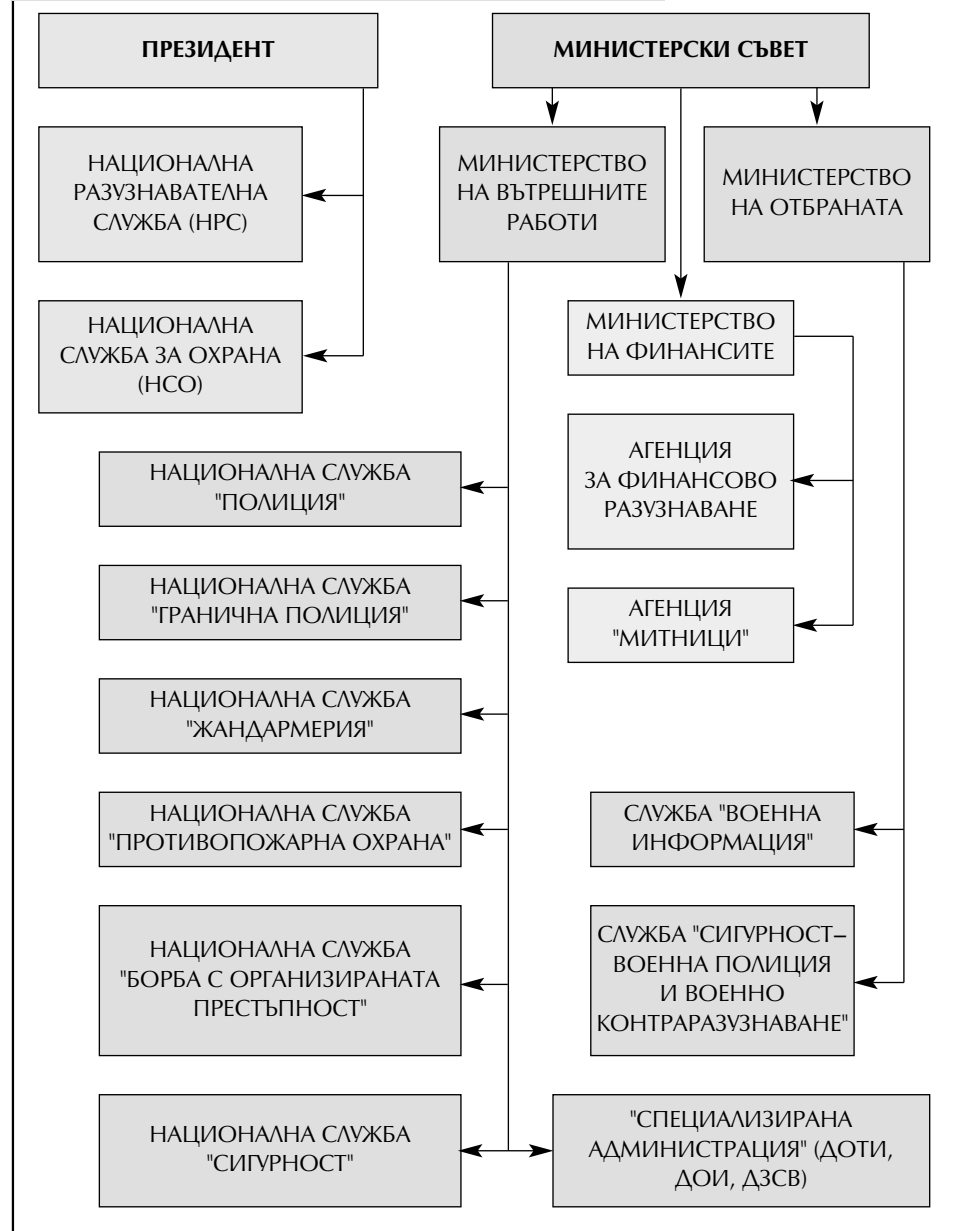 ПРЕЗИДЕНТ
НАЦИОНАЛНА
РАЗУЗНАВАТЕЛНА
СЛУЖБА (НРС)
НАЦИОНАЛНА
СЛУЖБА ЗА ОХРАНА
(НСО)
МИНИСТЕРСКИ СЪВЕТ
МИНИСТЕРСТВО
НА ВЪТРЕШНИТЕ
РАБОТИ
МИНИСТЕРСТВО
НА ОТБРАНАТА
МИНИСТЕРСТВО
НА ФИНАНСИТЕ
АГЕНЦИЯ
ЗА ФИНАНСОВО
РАЗУЗНАВАНЕ
АГЕНЦИЯ
"МИТНИЦИ"
НАЦИОНАЛНА СЛУЖБА
"ПОЛИЦИЯ"
НАЦИОНАЛНА СЛУЖБА
"ГРАНИЧНА ПОЛИЦИЯ"
НАЦИОНАЛНА СЛУЖБА
"ЖАНДАРМЕРИЯ"
НАЦИОНАЛНА СЛУЖБА
"ПРОТИВОПОЖАРНА ОХРАНА"
НАЦИОНАЛНА СЛУЖБА
"БОРБА С ОРГАНИЗИРАНАТА
ПРЕСТЪПНОСТ"
НАЦИОНАЛНА СЛУЖБА
"СИГУРНОСТ"
СЛУЖБА "ВОЕННА
ИНФОРМАЦИЯ"
СЛУЖБА "СИГУРНОСТ–
ВОЕННА ПОЛИЦИЯ
И ВОЕННО
КОНТРАРАЗУЗНАВАНЕ"
"СПЕЦИАЛИЗИРАНА
АДМИНИСТРАЦИЯ" (ДОТИ,
ДОИ, ДЗСВ)